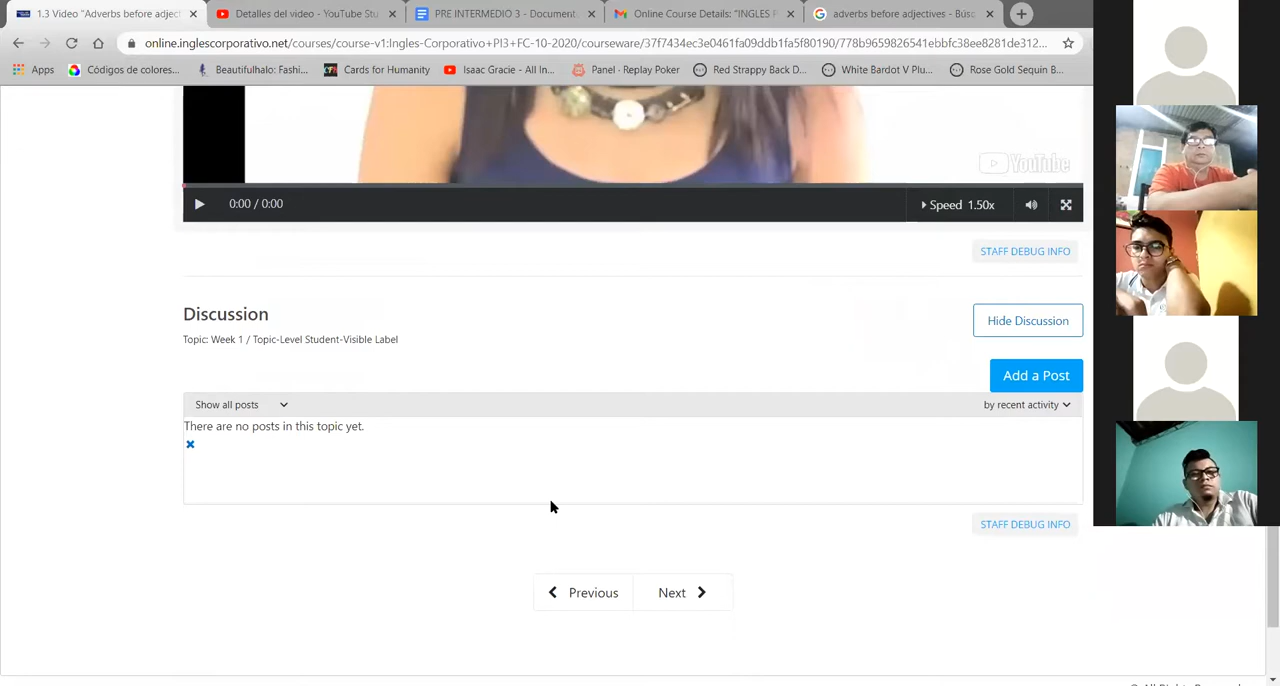 1.3 Video "Adverbs before adject
Detalles del video - YouTube Stu
PRE INTERMEDIO 3 - Document
Online Course Details: "INGLES P
adverbs before adjectives - Búsc
online.inglescorporativo.net/courses/course-v1:Ingles-Corporativo+PI3+FC-10-2020/courseware/37f7434ec3e0461fa09ddb1fa5f80190/778b9659826541ebbfc38ee8281de312...
Apps
Códigos de colores...
Beautifulhalo: Fashi...
Cards for Humanity
Isaac Gracie - All In...
Panel · Replay Poker
Red Strappy Back D...
White Bardot V Plu...
Rose Gold Sequin B...
YouTube
0:00 / 0:00
Speed 1.50x
STAFF DEBUG INFO
Discussion
Hide Discussion
Topic: Week 1 / Topic-Level Student-Visible Label
Add a Post
Show all posts
by recent activity
There are no posts in this topic yet.
STAFF DEBUG INFO
Previous
Next